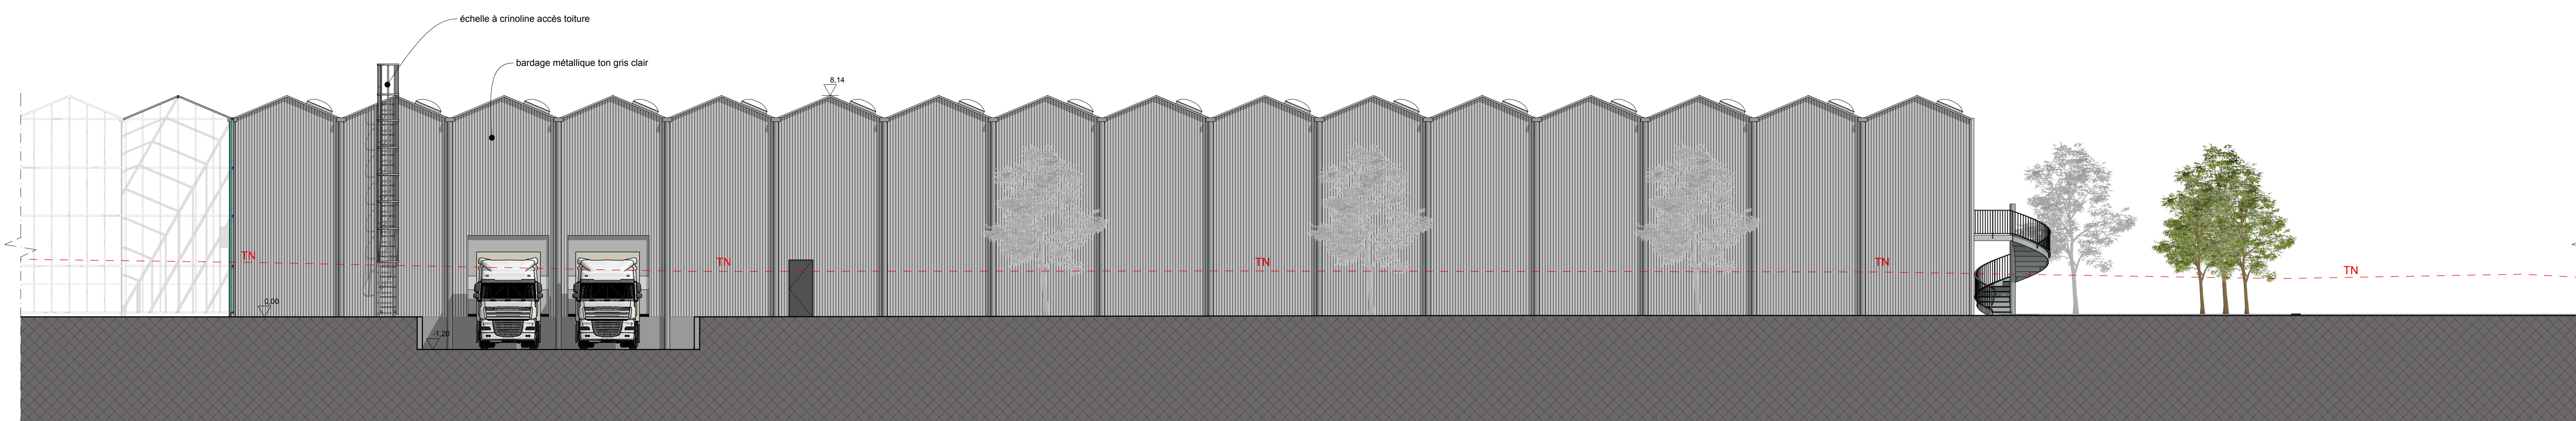 échelle à crinoline accès toiture
bardage métallique ton gris clair
8,14
TN
TN
TN
TN
TN
0,00
-1,20